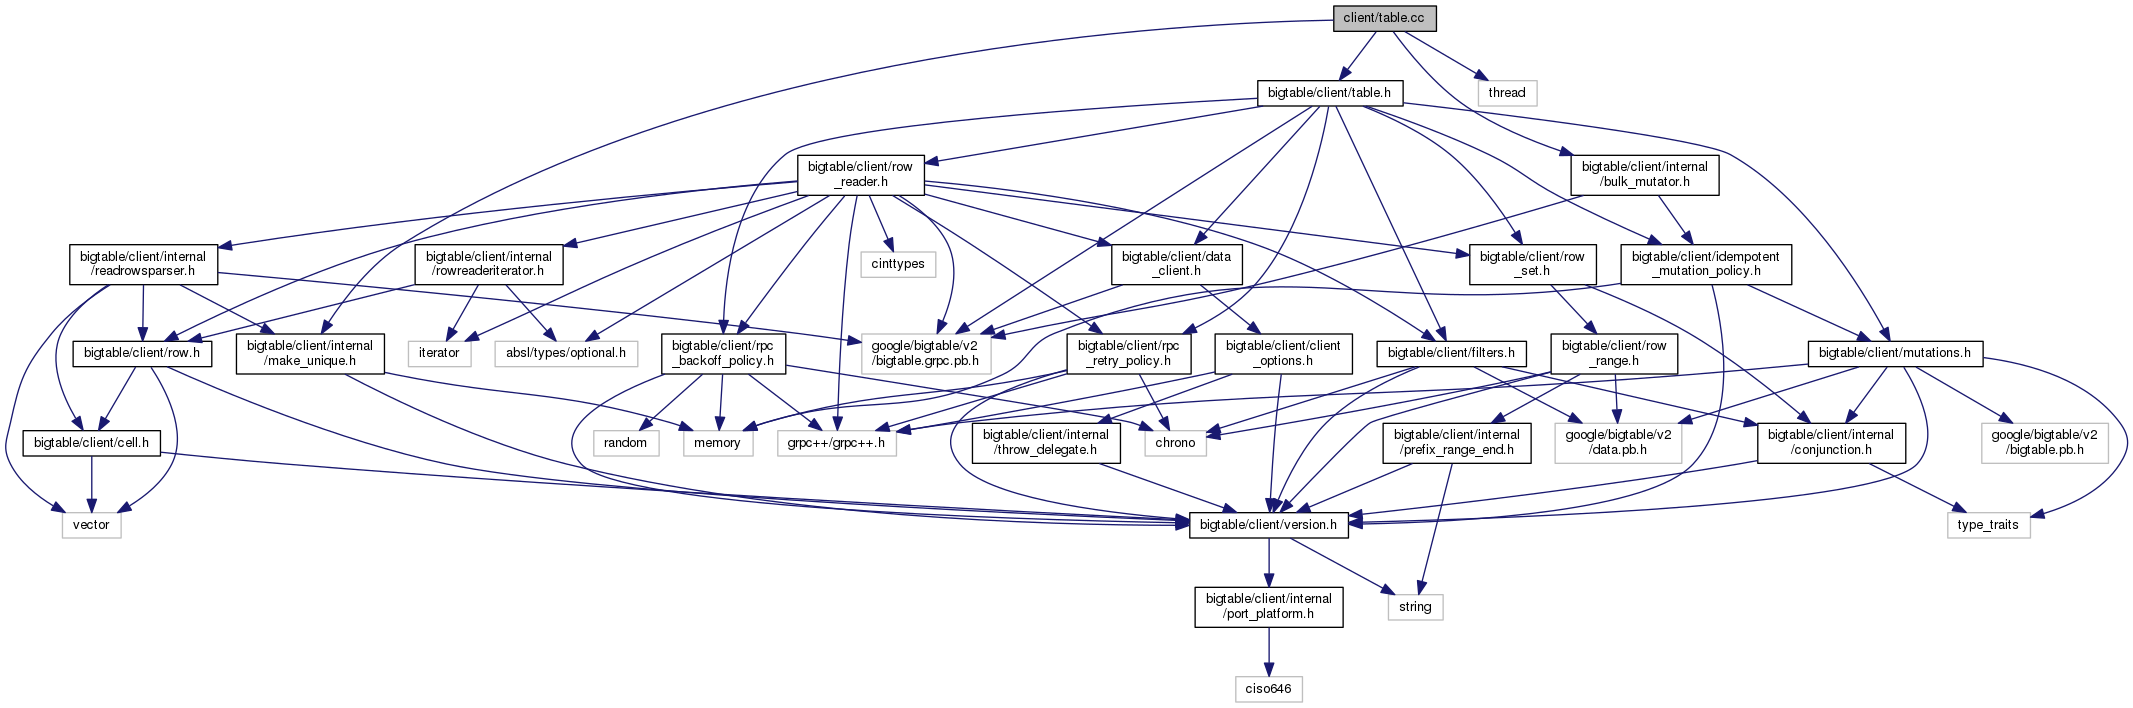 client/table.cc
bigtable/client/table.h
thread
bigtable/client/row
_reader.h
bigtable/client/internal
/bulk_mutator.h
bigtable/client/internal
/readrowsparser.h
bigtable/client/internal
/rowreaderiterator.h
cinttypes
bigtable/client/data
_client.h
bigtable/client/row
_set.h
bigtable/client/idempotent
_mutation_policy.h
bigtable/client/row.h
bigtable/client/internal
/make_unique.h
iterator
absl/types/optional.h
bigtable/client/rpc
_backoff_policy.h
google/bigtable/v2
/bigtable.grpc.pb.h
bigtable/client/rpc
_retry_policy.h
bigtable/client/client
_options.h
bigtable/client/filters.h
bigtable/client/row
_range.h
bigtable/client/mutations.h
bigtable/client/cell.h
random
memory
grpc++/grpc++.h
bigtable/client/internal
/throw_delegate.h
chrono
bigtable/client/internal
/prefix_range_end.h
google/bigtable/v2
/data.pb.h
bigtable/client/internal
/conjunction.h
google/bigtable/v2
/bigtable.pb.h
vector
bigtable/client/version.h
type_traits
bigtable/client/internal
/port_platform.h
string
ciso646